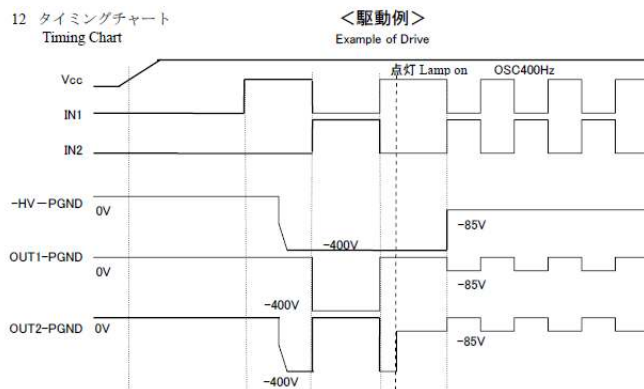 12 タイミングチャート
Timing Chart
＜駆動例＞
Example of Drive
点灯 Lamp on OSC400Hz
Vcc
IN1
IN2
-HV-PGND
0V
-400V
-85V
OUT1-PGND
0V
-400V
-85V
OUT2-PGND
0V
-400V
-85V